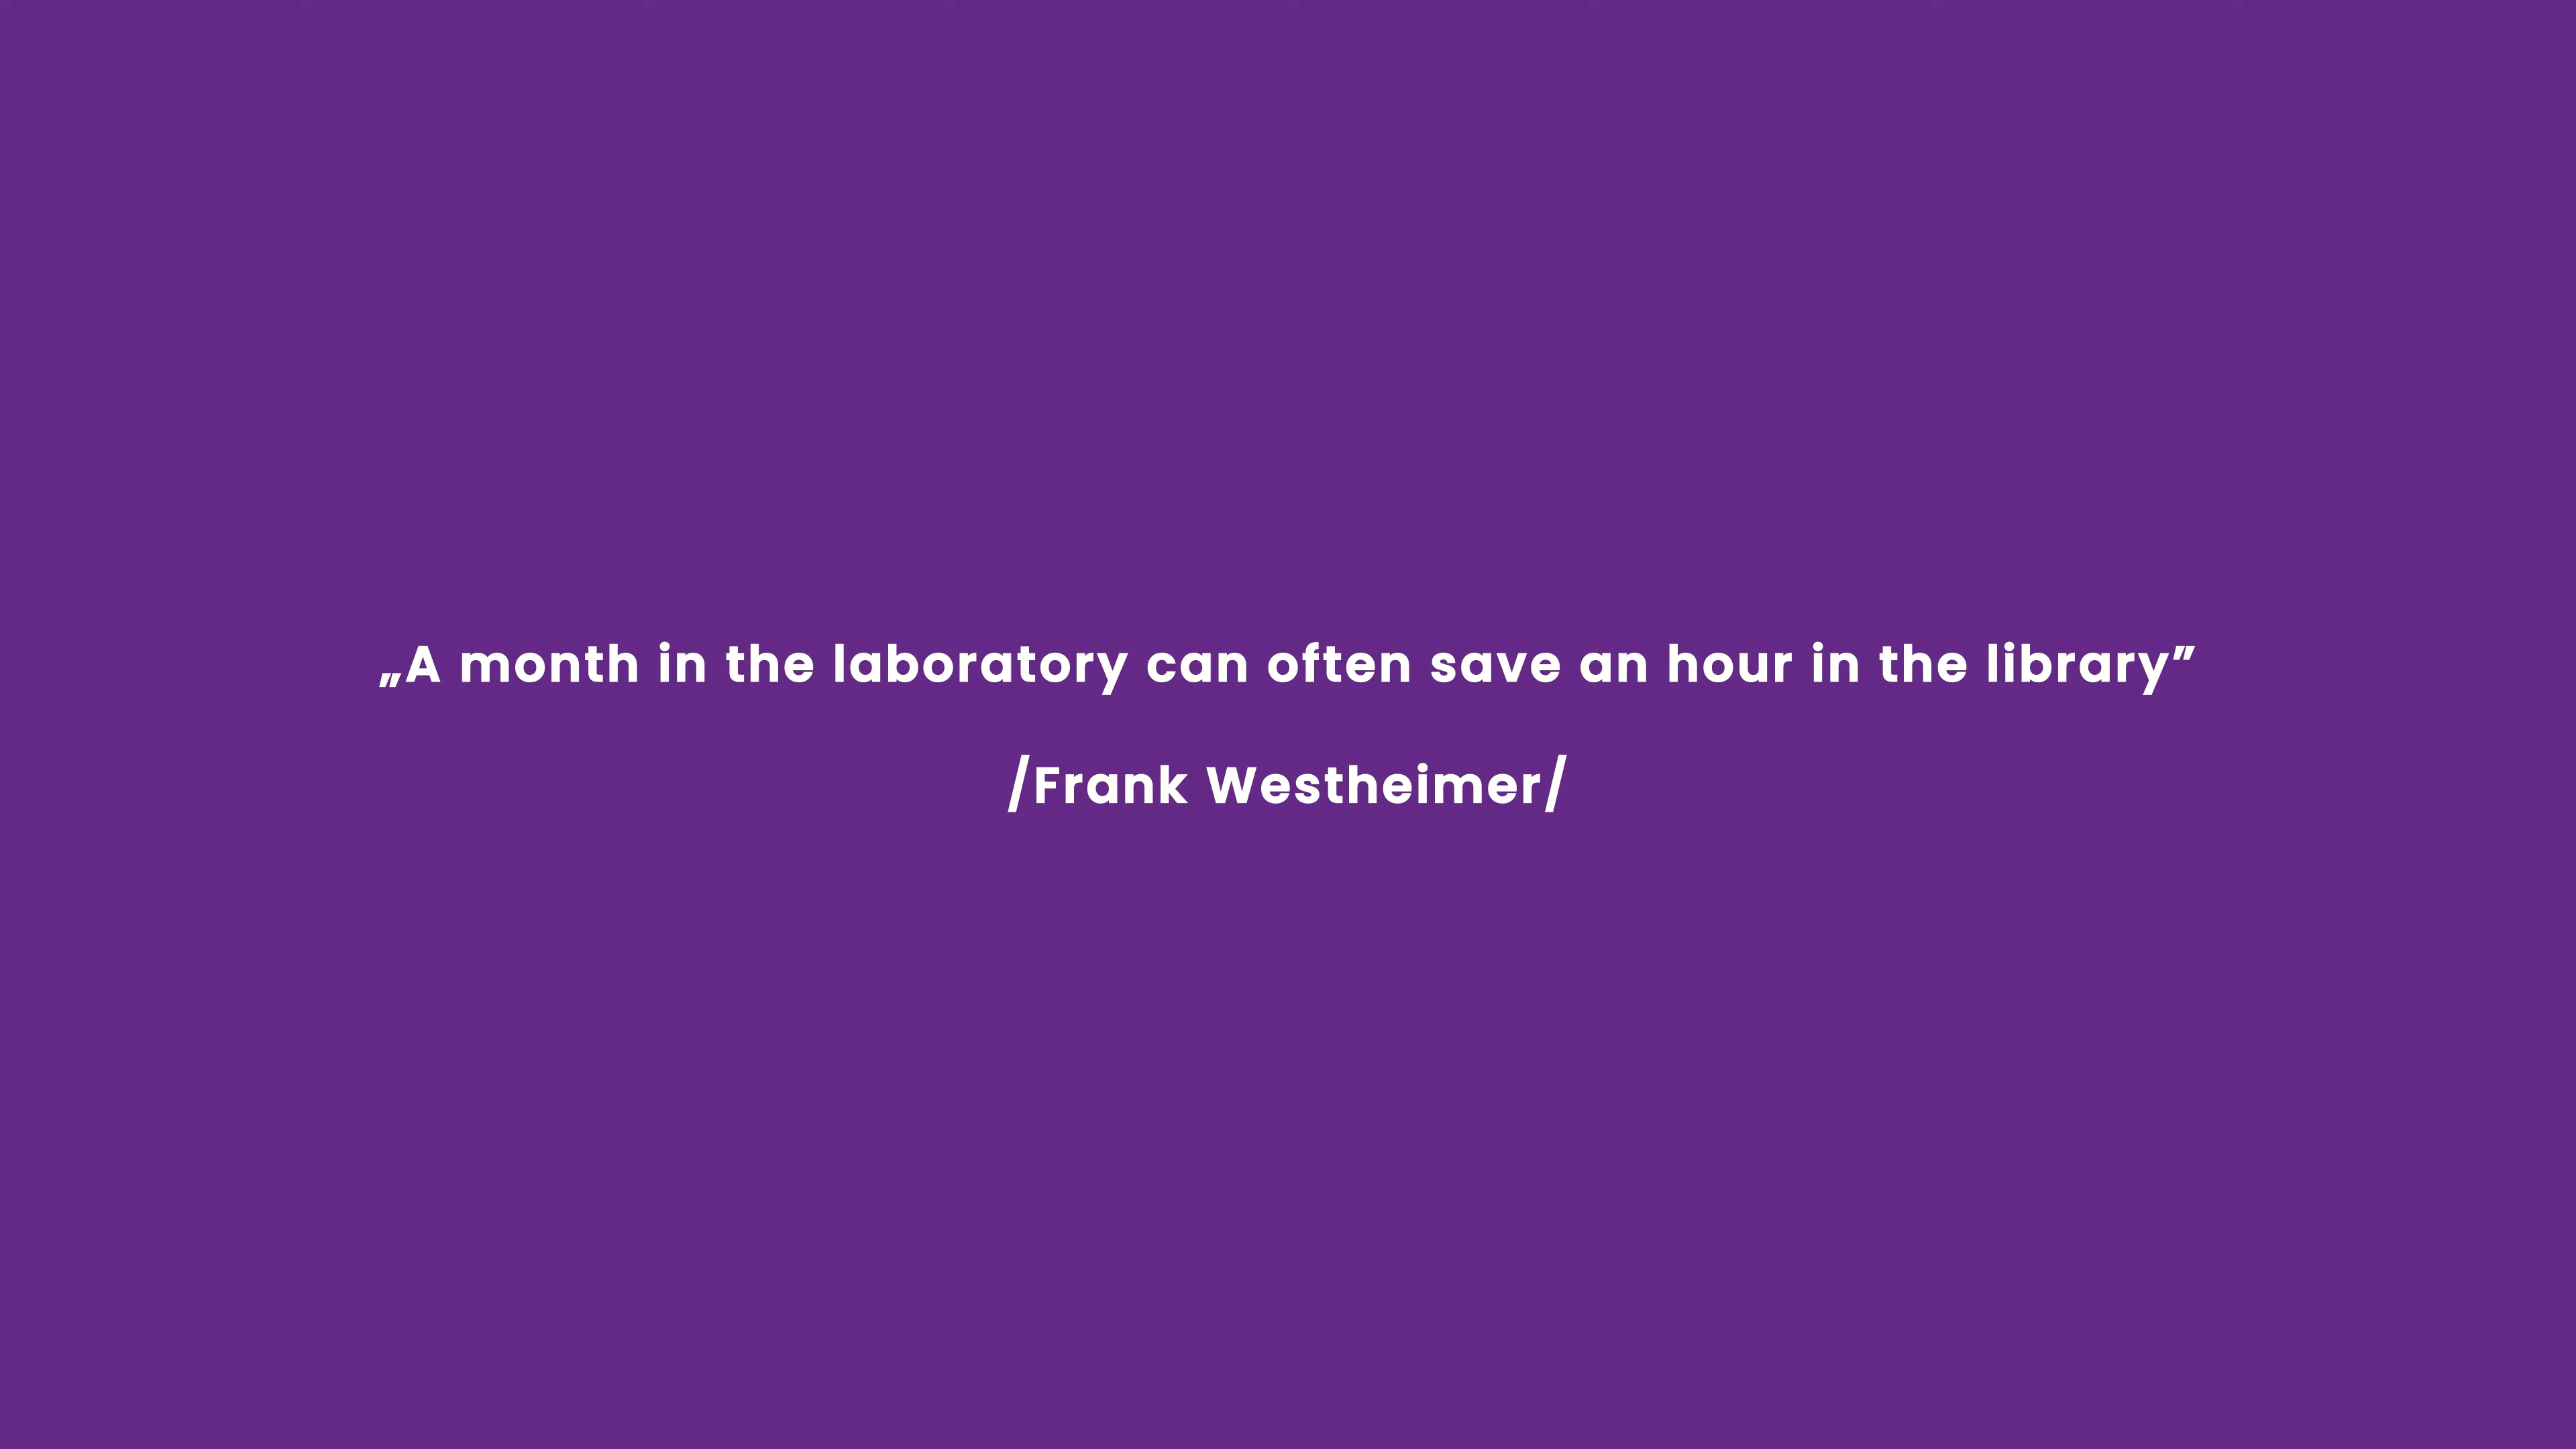 „A month in the laboratory can often save an hour in the library”
/Frank Westheimer/